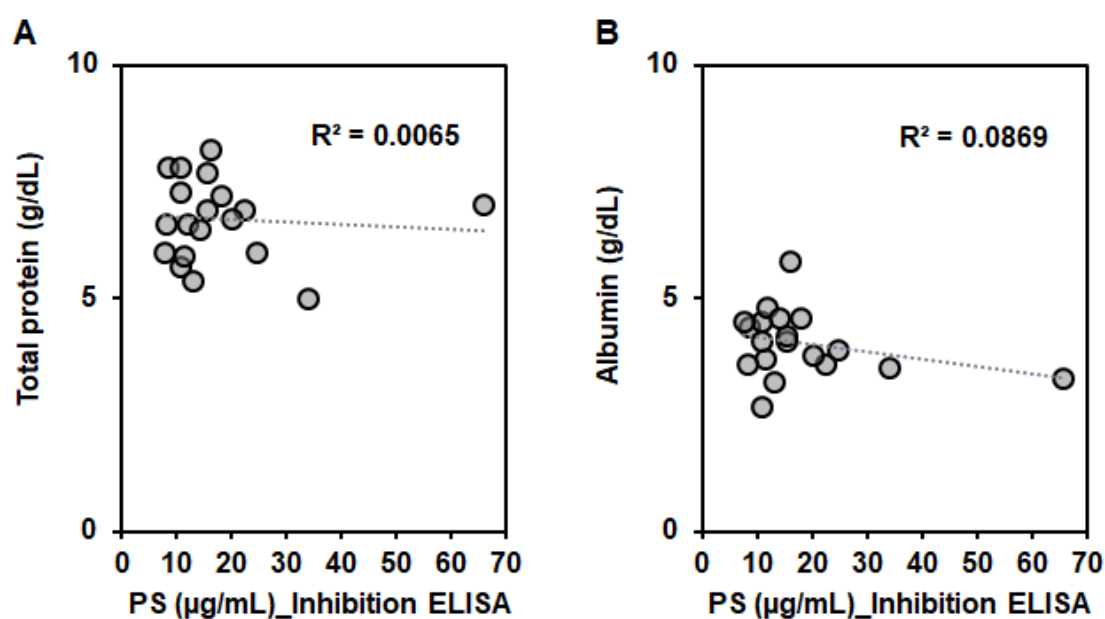 A
10
R² = 0.0065
Total protein (g/dL)
5
0
0 10 20 30 40 50 60 70
PS (µg/mL)_Inhibition ELISA
B
10
R² = 0.0869
Albumin (g/dL)
5
0
0 10 20 30 40 50 60 70
PS (µg/mL)_Inhibition ELISA